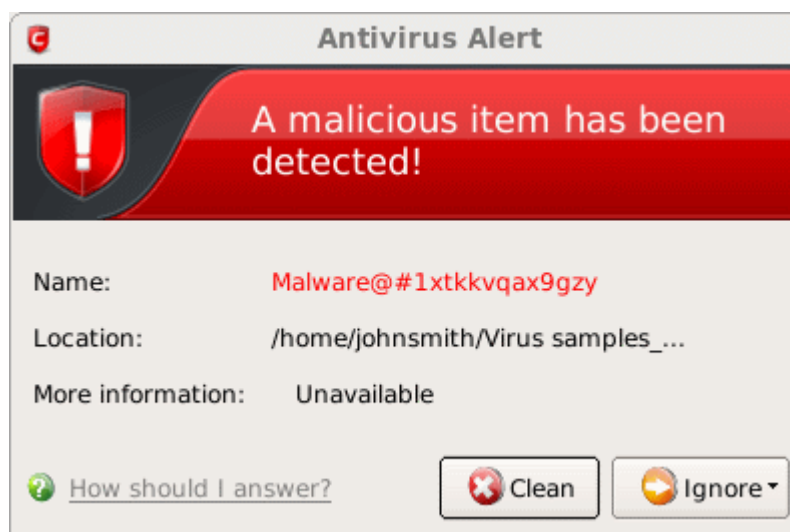 Antivirus Alert
A malicious item has been
detected!
Name: Malware@#1xtkkvqax9gzy
Location: /home/johnsmith/Virus samples_...
More information: Unavailable
How should I answer? Clean Ignore